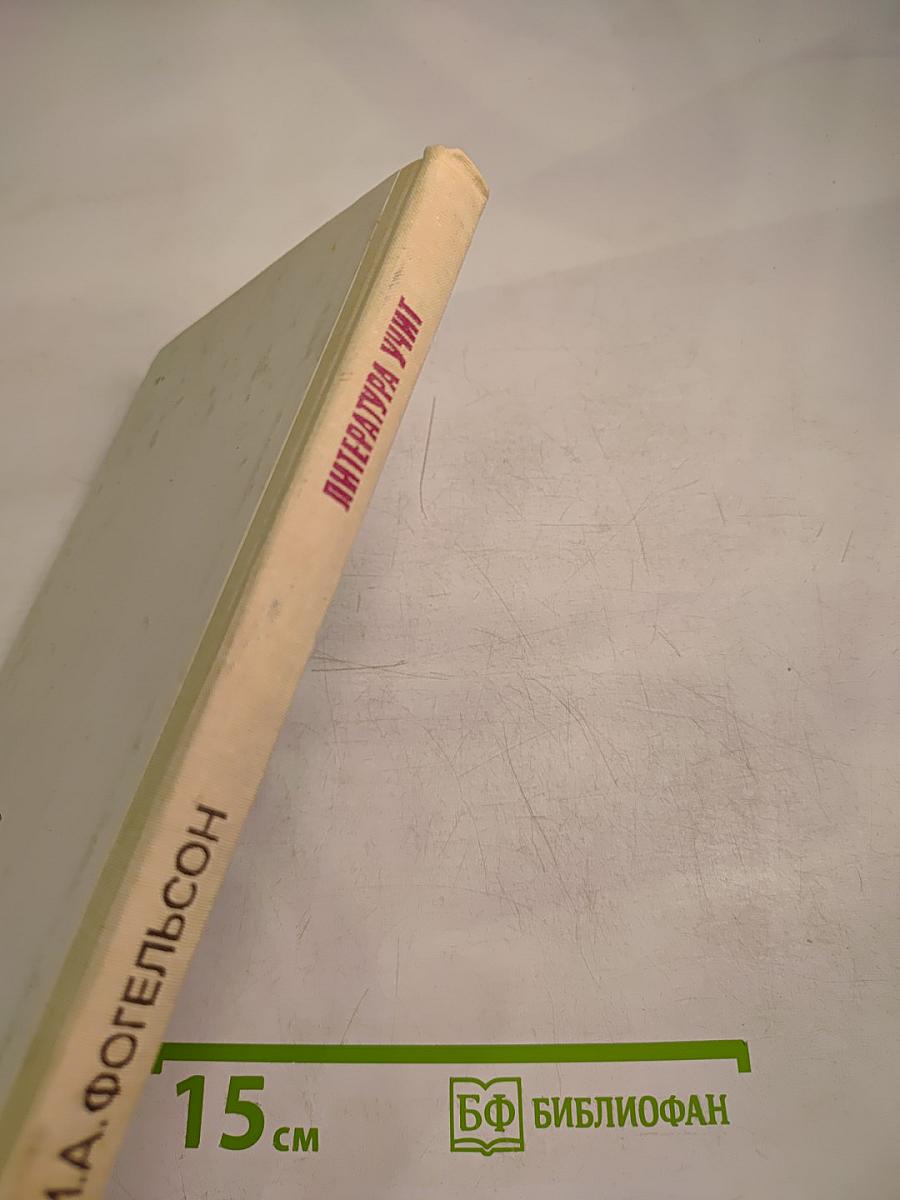 ЛИТЕРАТУРА УЧИТ
И.А.ФОГЕЛЬСОН
15 см
БФ БИБЛИОФАН